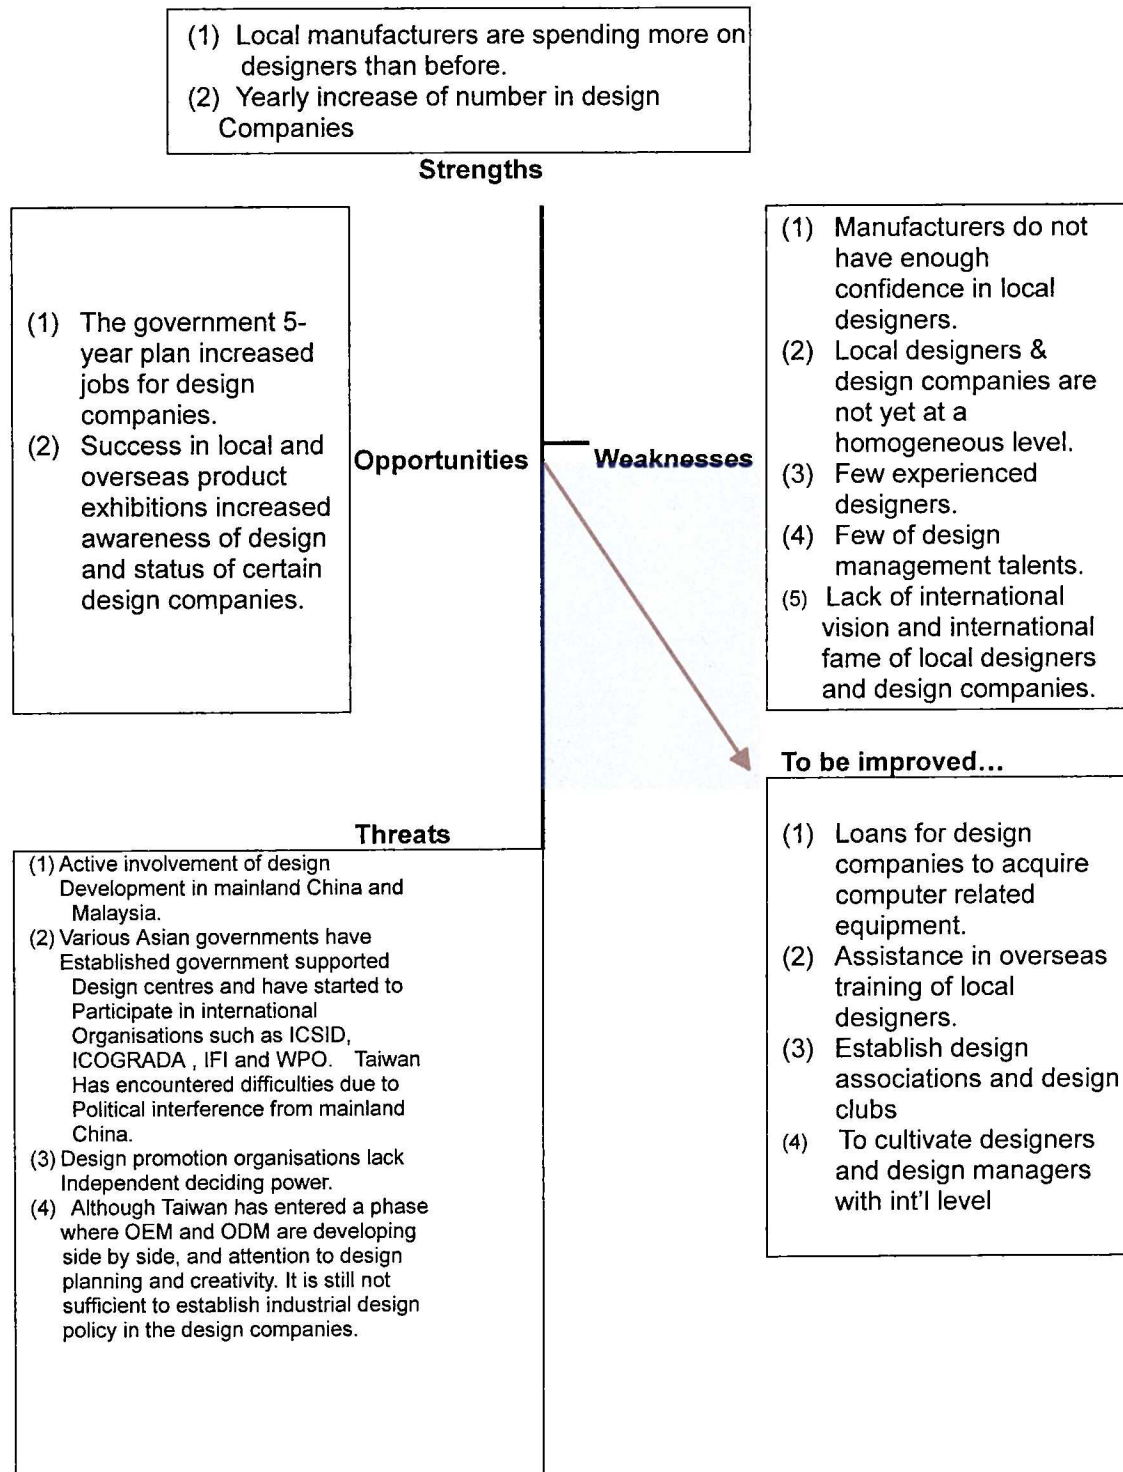 (1) Local manufacturers are spending more on
designers than before.
(2) Yearly increase of number in design
Companies
Strengths
(1) The government 5-
year plan increased
jobs for design
companies.
(2) Success in local and
overseas product
exhibitions increased
awareness of design
and status of certain
design companies.
Opportunities
Weaknesses
(1) Manufacturers do not
have enough
confidence in local
designers.
(2) Local designers &
design companies are
not yet at a
homogeneous level.
(3) Few experienced
designers.
(4) Few of design
management talents.
(5) Lack of international
vision and international
fame of local designers
and design companies.
To be improved...
(1) Loans for design
companies to acquire
computer related
equipment.
(2) Assistance in overseas
training of local
designers.
(3) Establish design
associations and design
clubs
(4) To cultivate designers
and design managers
with int'l level
Threats
(1) Active involvement of design
Development in mainland China and
Malaysia.
(2) Various Asian governments have
Established government supported
Design centres and have started to
Participate in international
Organisations such as ICSID,
ICOGRADA , IFI and WPO. Taiwan
Has encountered difficulties due to
Political interference from mainland
China.
(3) Design promotion organisations lack
Independent deciding power.
(4) Although Taiwan has entered a phase
where OEM and ODM are developing
side by side, and attention to design
planning and creativity. It is still not
sufficient to establish industrial design
policy in the design companies.